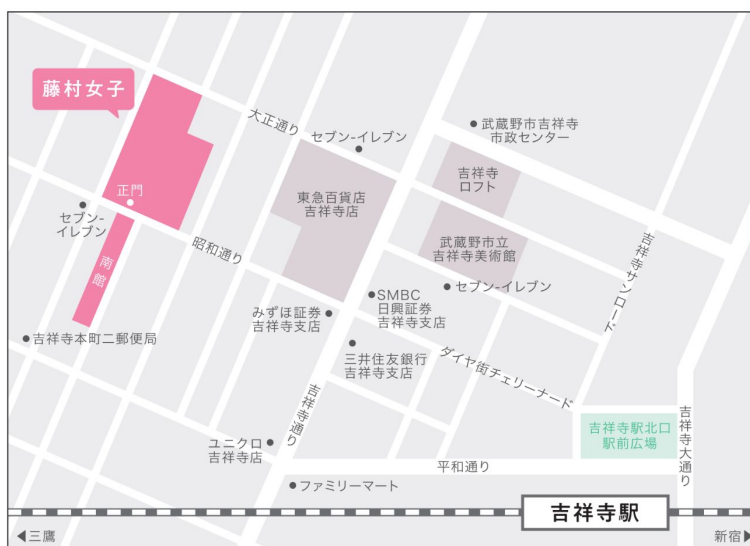 藤村女子
大正通り
セブン-イレブン
武蔵野市吉祥寺
市政センター
吉祥寺
ロフト
東急百貨店
吉祥寺店
正門
セブン-
イレブン
昭和通り
南館
武蔵野市立
吉祥寺美術館
吉祥寺サンロード
セブン-イレブン
SMBC
日興証券
吉祥寺支店
みずほ証券
吉祥寺支店
吉祥寺本町二郵便局
三井住友銀行
吉祥寺支店
ダイヤ街チェリーナード
吉祥寺通り
吉祥寺駅北口
駅前広場
吉祥寺大通り
ユニクロ
吉祥寺店
平和通り
ファミリーマート
吉祥寺駅
◀三鷹
新宿▶